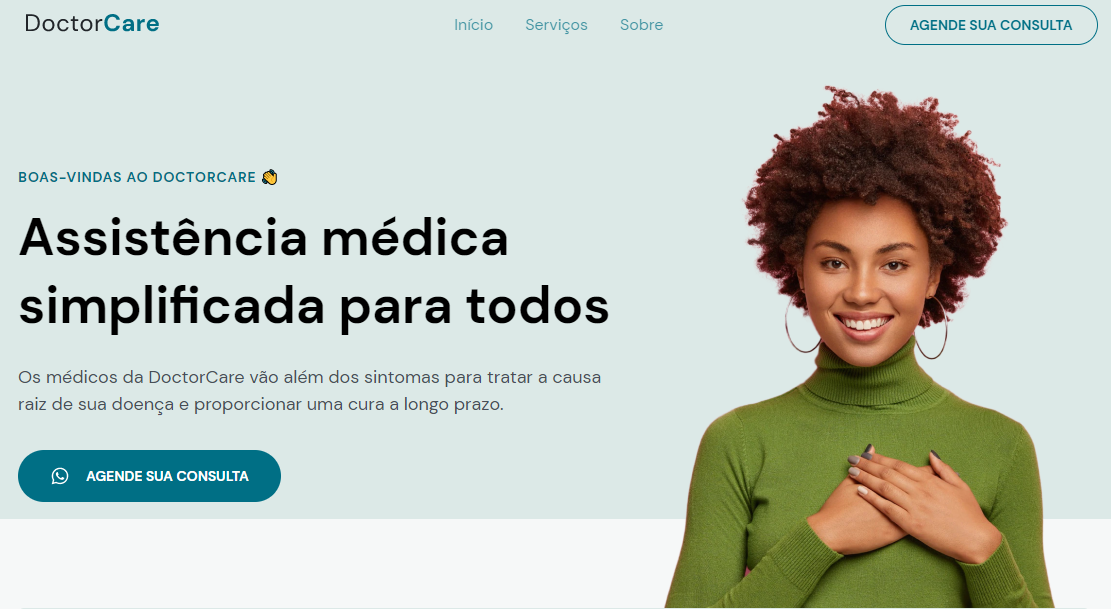 DoctorCare
Início Serviços Sobre
AGENDE SUA CONSULTA
BOAS-VINDAS AO DOCTORCARE 👏
Assistência médica
simplificada para todos
Os médicos da DoctorCare vão além dos sintomas para tratar a causa
raiz de sua doença e proporcionar uma cura a longo prazo.
AGENDE SUA CONSULTA